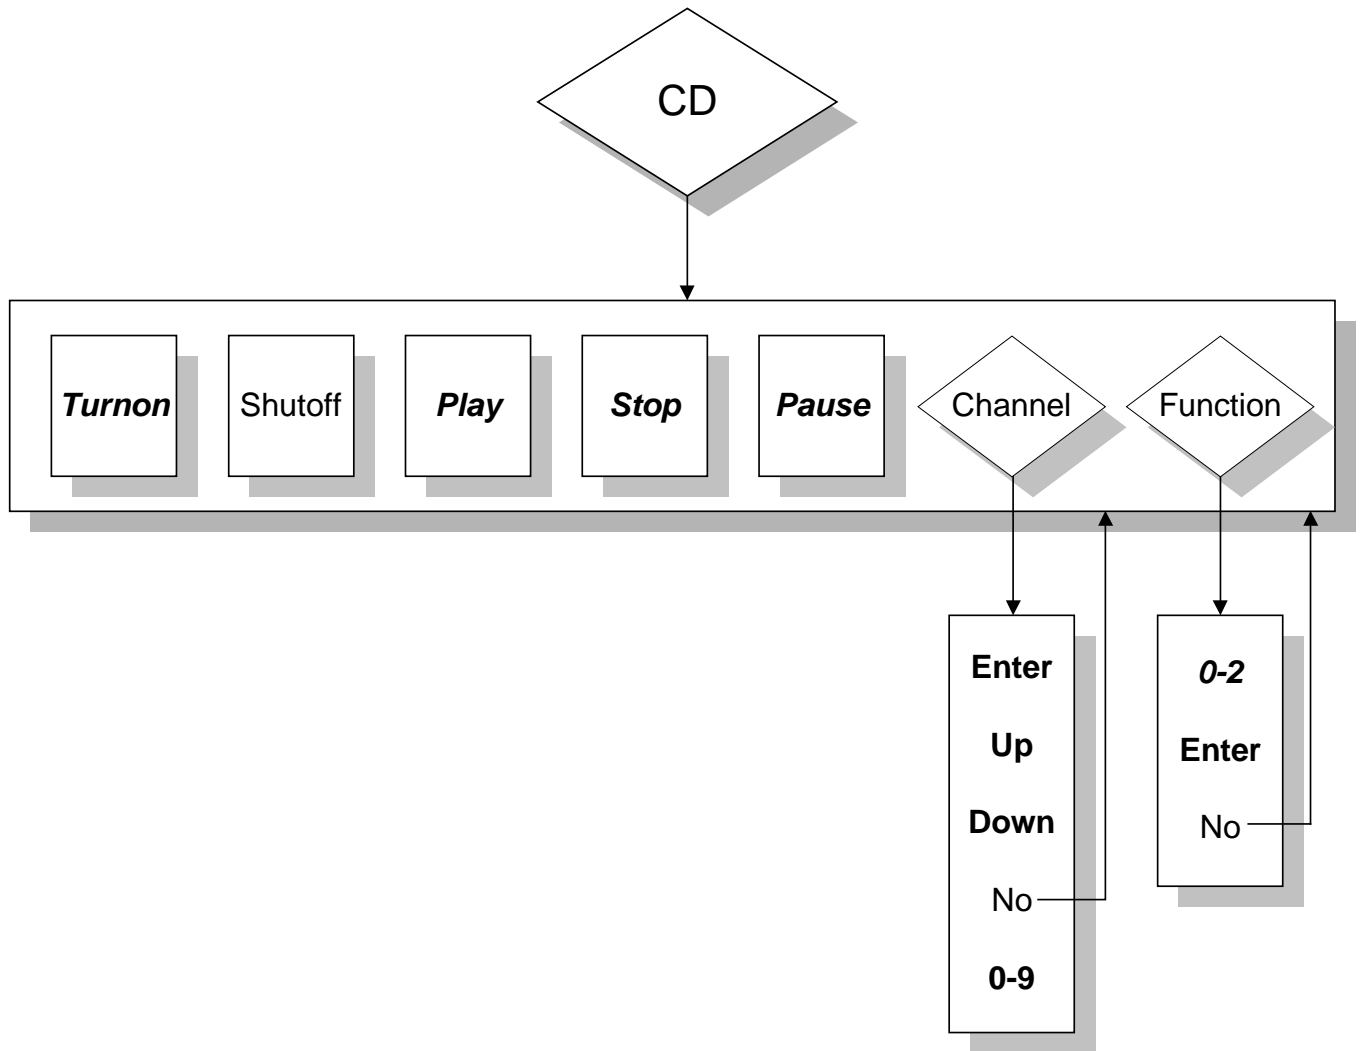 CD
Turnon Shutoff Play Stop Pause Channel Function
Enter
Up
Down
No
0-9
0-2
Enter
No